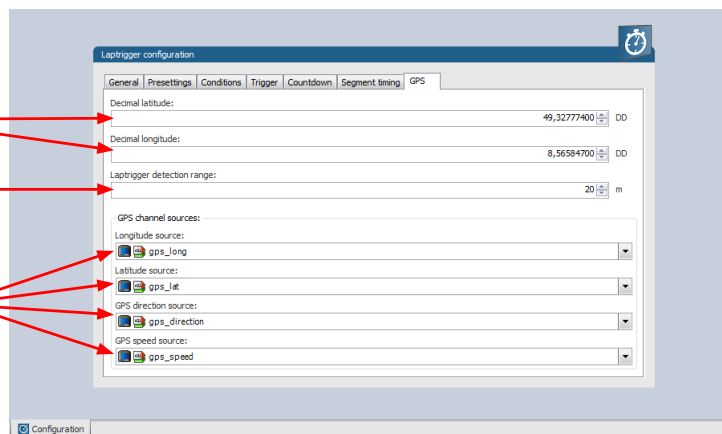 Laptrigger configuration
General Presettings Conditions Trigger Countdown Segment timing GPS
Decimal latitude:
49,32777400 DD
Decimal longitude:
8,56584700 DD
Laptrigger detection range:
20 m
GPS channel sources:
Longitude source:
gps_long
Latitude source:
gps_lat
GPS direction source:
gps_direction
GPS speed source:
gps_speed
Configuration